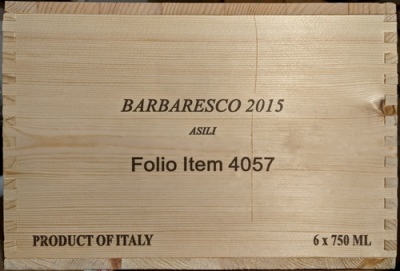 BARBARESCO 2015
ASILI
Folio Item 4057
PRODUCT OF ITALY 6 x 750 ML